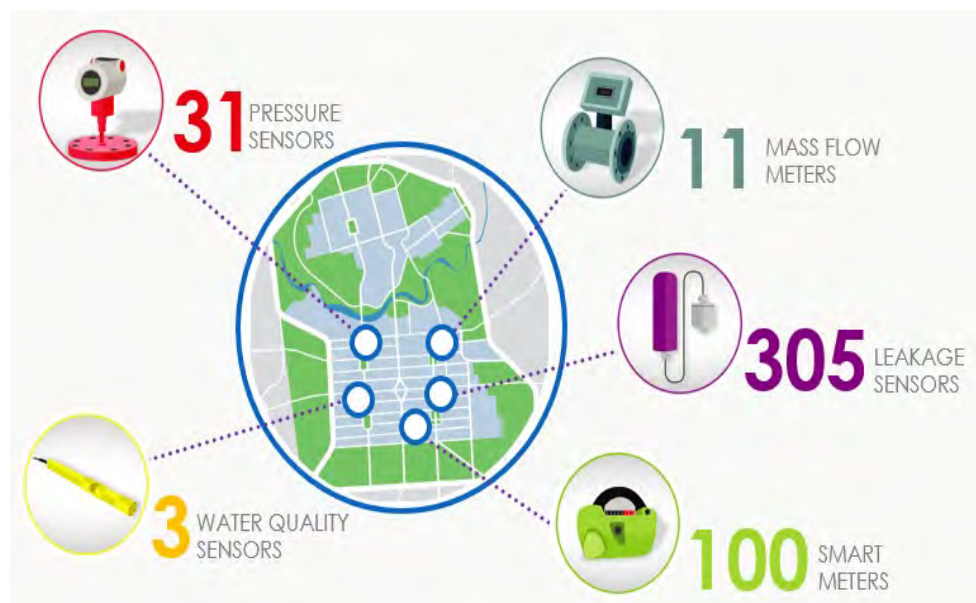 31 PRESSURE
SENSORS
11 MASS FLOW
METERS
305 LEAKAGE
SENSORS
3 WATER QUALITY
SENSORS
100 SMART
METERS